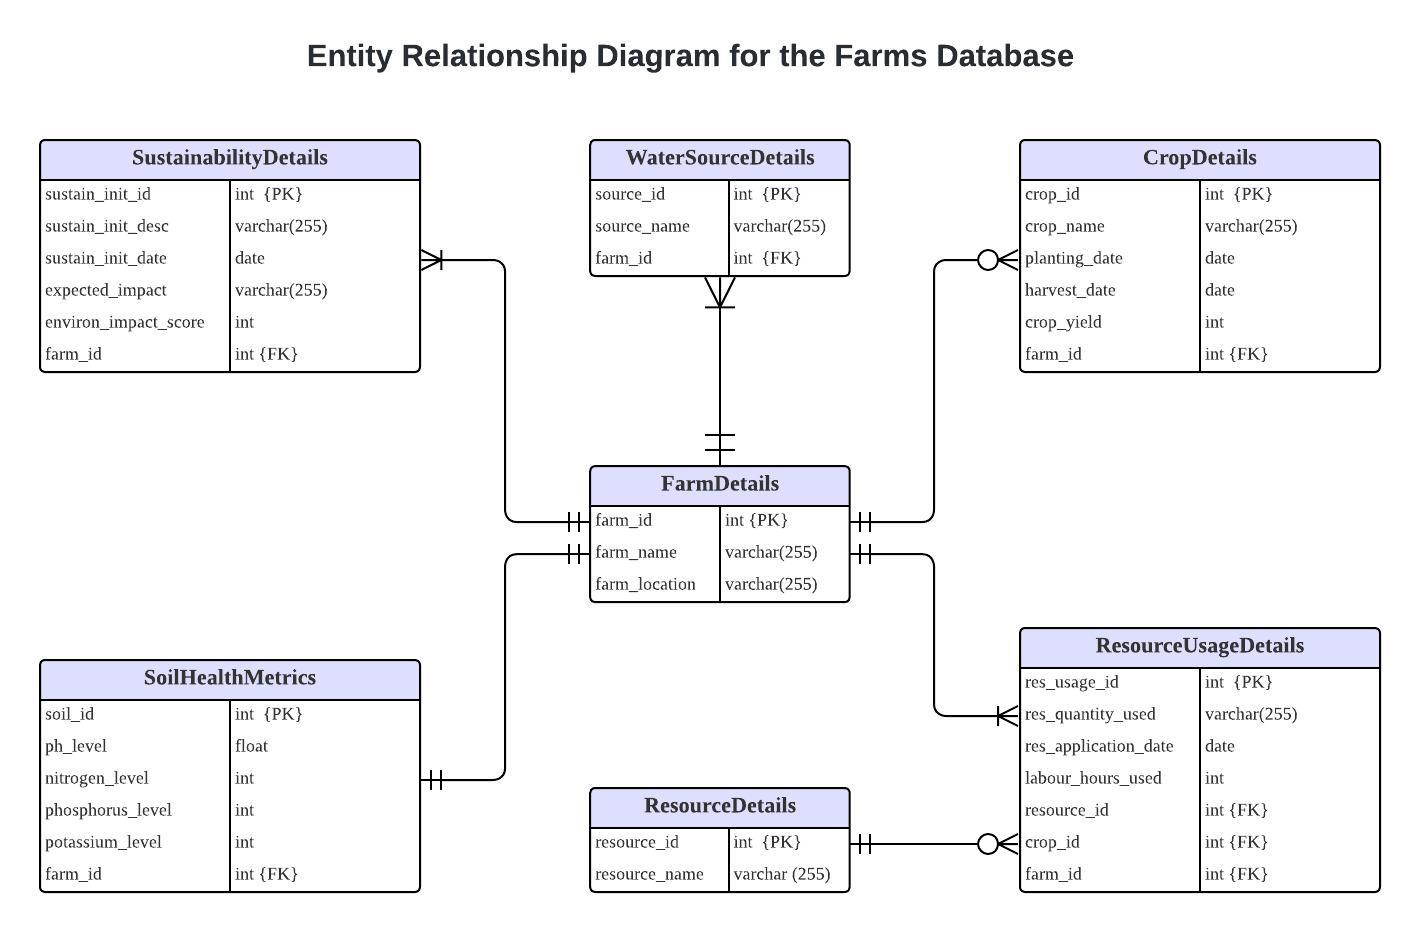 Entity Relationship Diagram for the Farms Database
SustainabilityDetails
sustain_init_id int {PK}
sustain_init_desc varchar(255)
sustain_init_date date
expected_impact varchar(255)
environ_impact_score int
farm_id int {FK}
WaterSourceDetails
source_id int {PK}
source_name varchar(255)
farm_id int {FK}
CropDetails
crop_id int {PK}
crop_name varchar(255)
planting_date date
harvest_date date
crop_yield int
farm_id int {FK}
FarmDetails
farm_id int {PK}
farm_name varchar(255)
farm_location varchar(255)
SoilHealthMetrics
soil_id int {PK}
ph_level float
nitrogen_level int
phosphorus_level int
potassium_level int
farm_id int {FK}
ResourceDetails
resource_id int {PK}
resource_name varchar (255)
ResourceUsageDetails
res_usage_id int {PK}
res_quantity_used varchar(255)
res_application_date date
labour_hours_used int
resource_id int {FK}
crop_id int {FK}
farm_id int {FK}